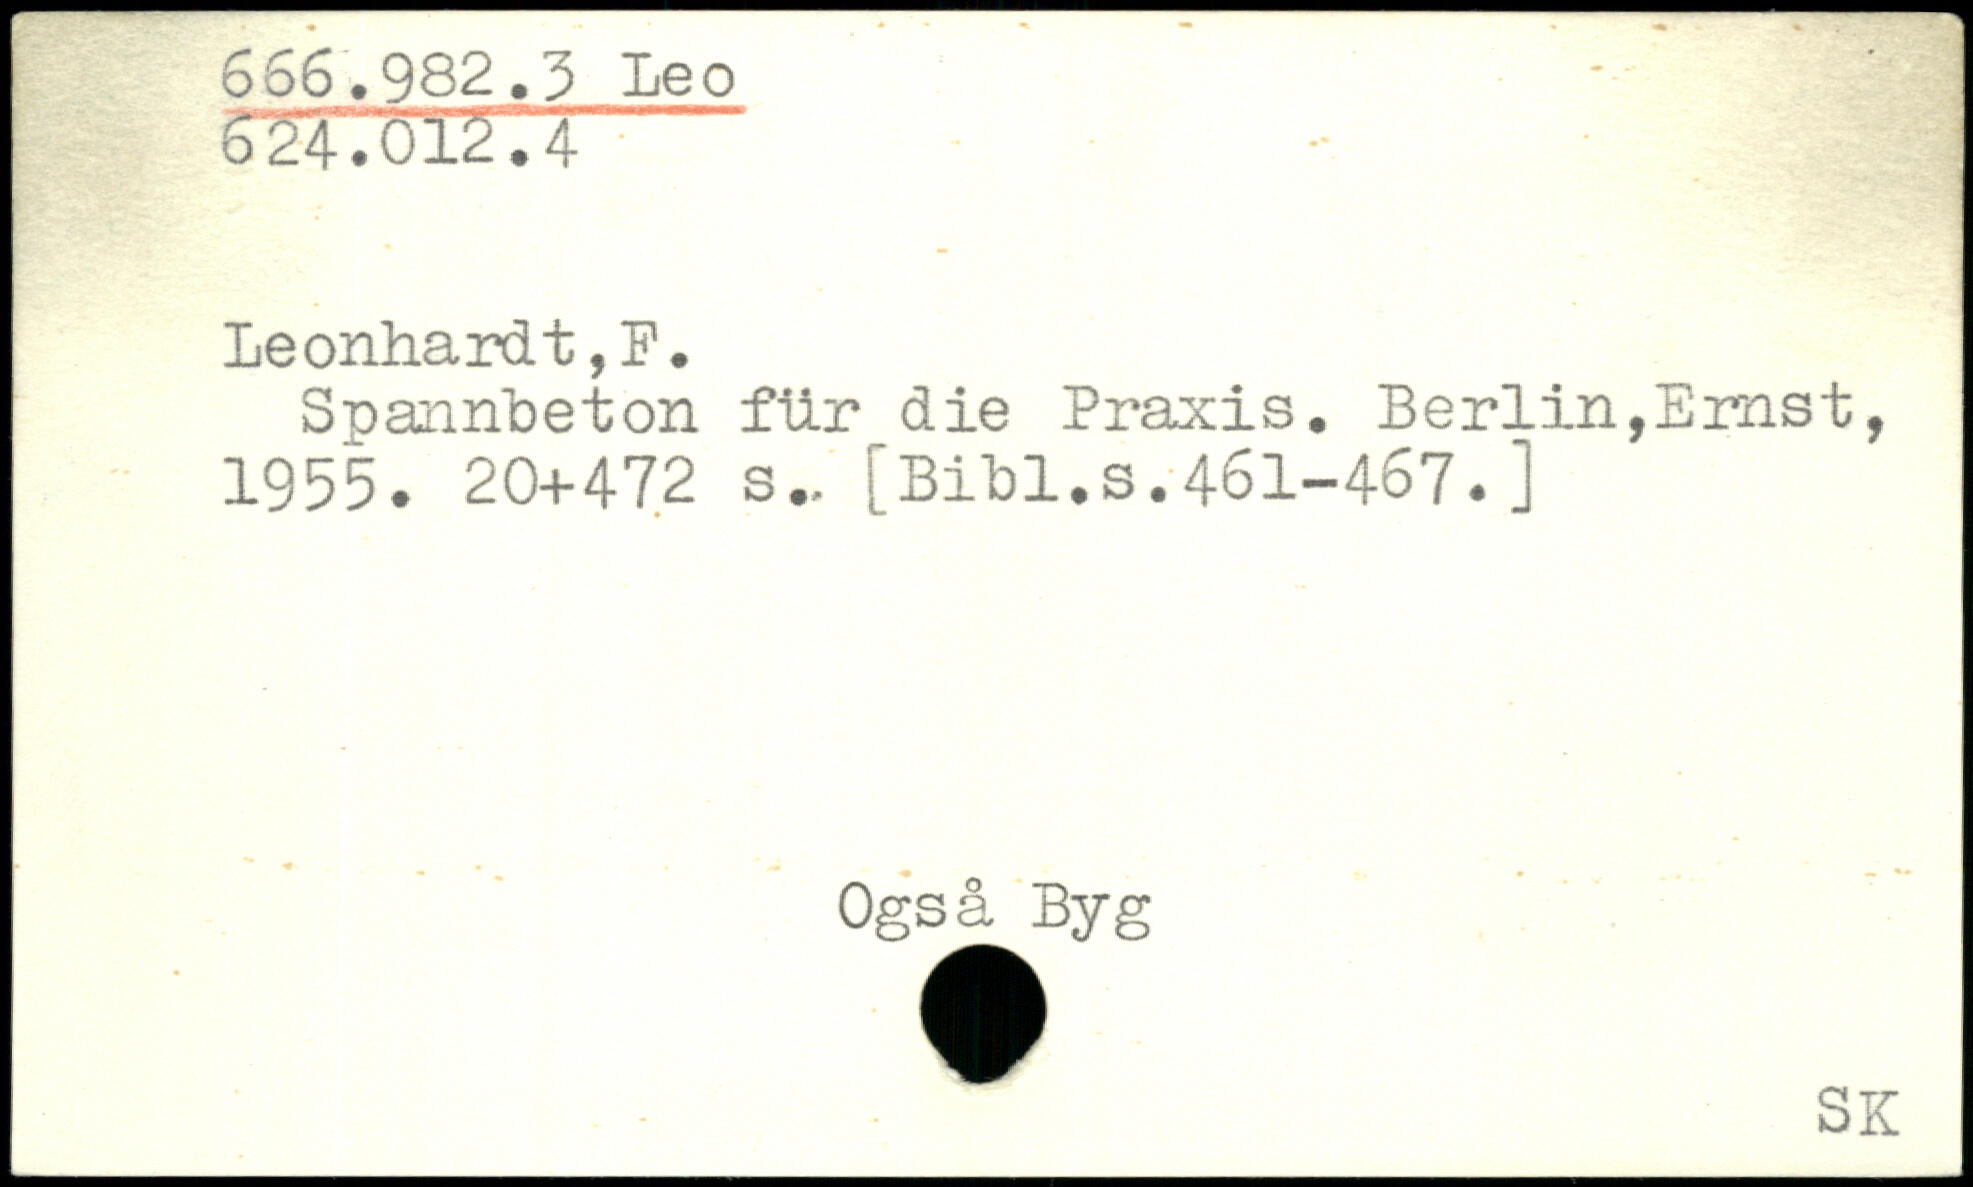 666.982.3 Leo
624.012.4
Leonhardt,F.
Spannbeton für die Praxis. Berlin,Ernst,
1955. 20+472 s. [Bibl.s.461-467.]
Også Byg
SK